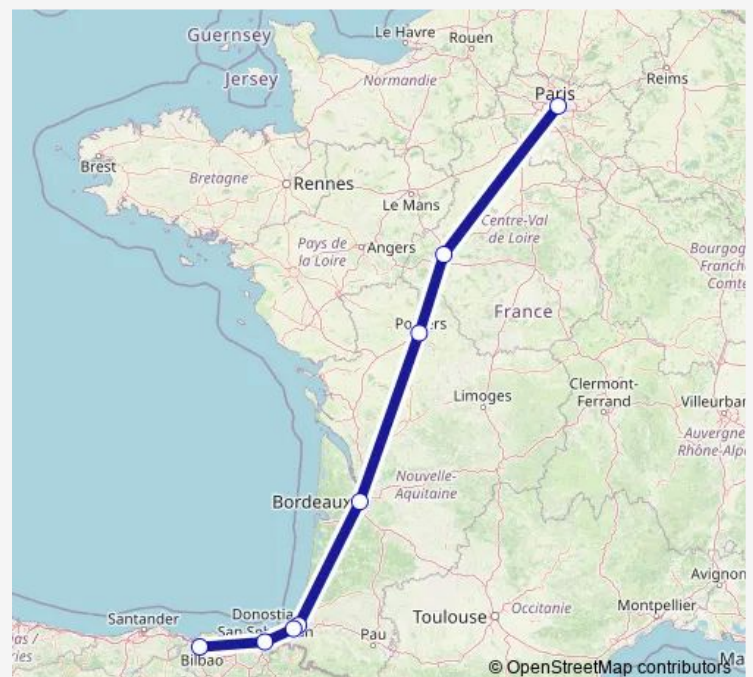 Guernsey
Le Havre
Rouen
Jersey
Normandie
Paris
Reims
Brest
Bretagne
Rennes
Le Mans
Centre-Val
de Loire
Pays de
la Loire
Angers
Bourgog
Franch
Comté
France
Limoges
Clermont-
Ferrand
Villeurban
Auvergne
Rhône-Alp
Nouvelle-
Aquitaine
Bordeaux
Avignon
Santander
Donostia
Toulouse
Occitanie
Montpellier
Pau
Bilbao
© OpenStreetMap contributors